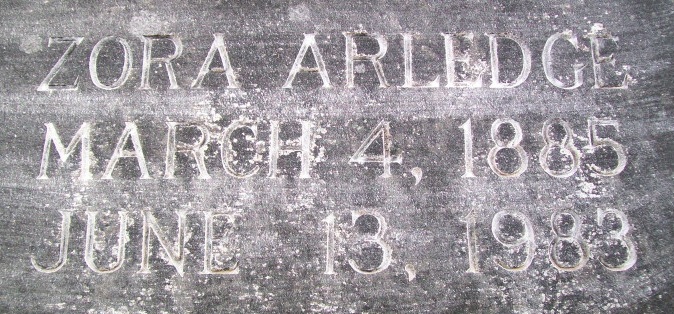 ZORA ARLEDGE
MARCH 4, 1885
JUNE 13, 1983